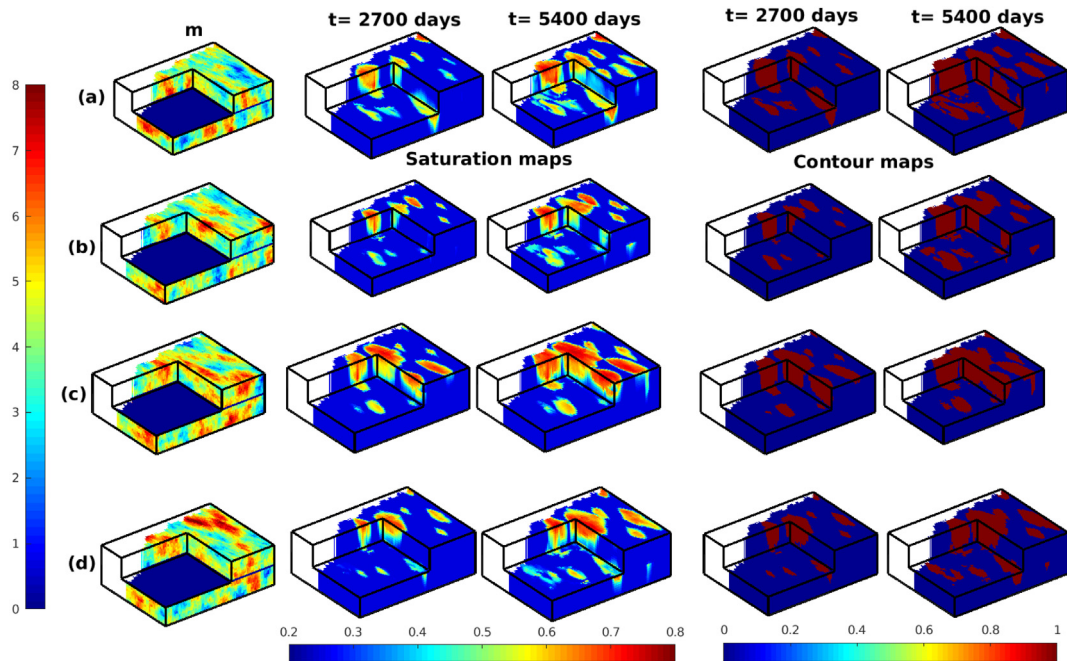 t= 2700 days t= 5400 days t= 2700 days t= 5400 days
m
8
(a)
7
Saturation maps Contour maps
6
(b)
5
4
(c)
3
2
1
(d)
0
0.2 0.3 0.4 0.5 0.6 0.7 0.8
0 0.2 0.4 0.6 0.8 1